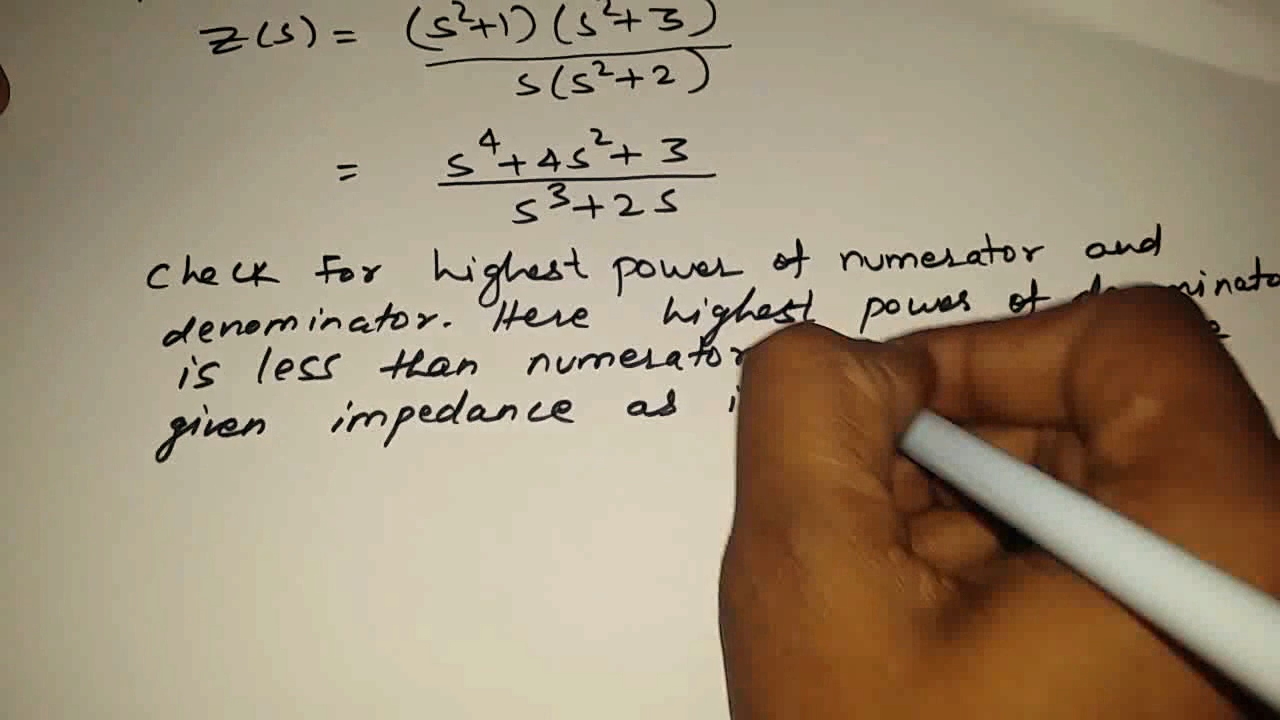 Z(s) = (s²+1) (s²+3)
s(s²+2)
= s⁴+4s²+3
s³+2s
check for highest power of numerator and
denominator. Here highest power of
is less than numerator
given impedance as